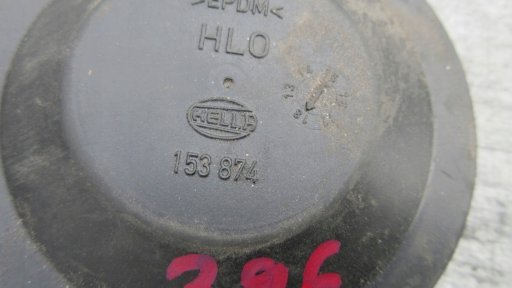 >EPDM<
HLO
HELLA
153 874
396